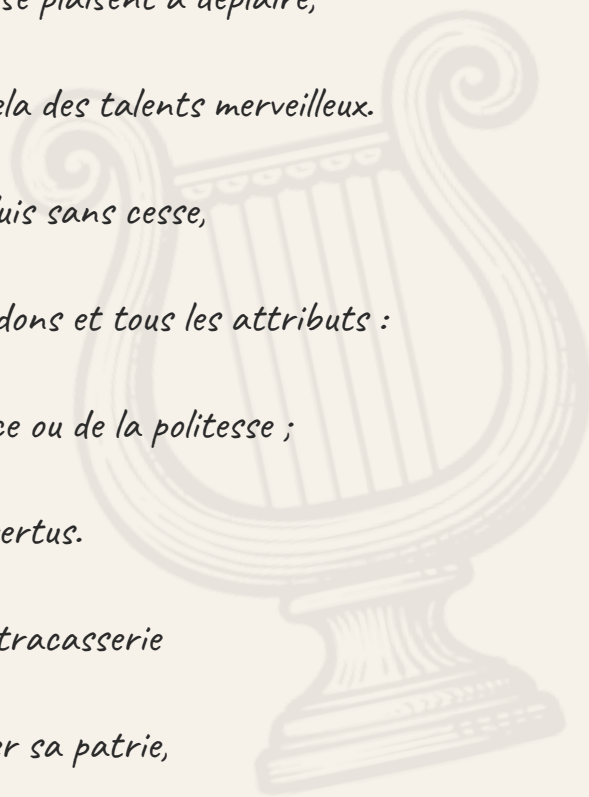 se plaisent à déplaire,
ela des talents merveilleux.
uis sans cesse,
dons et tous les attributs :
ce ou de la politesse ;
ertus.
tracasserie
er sa patrie,